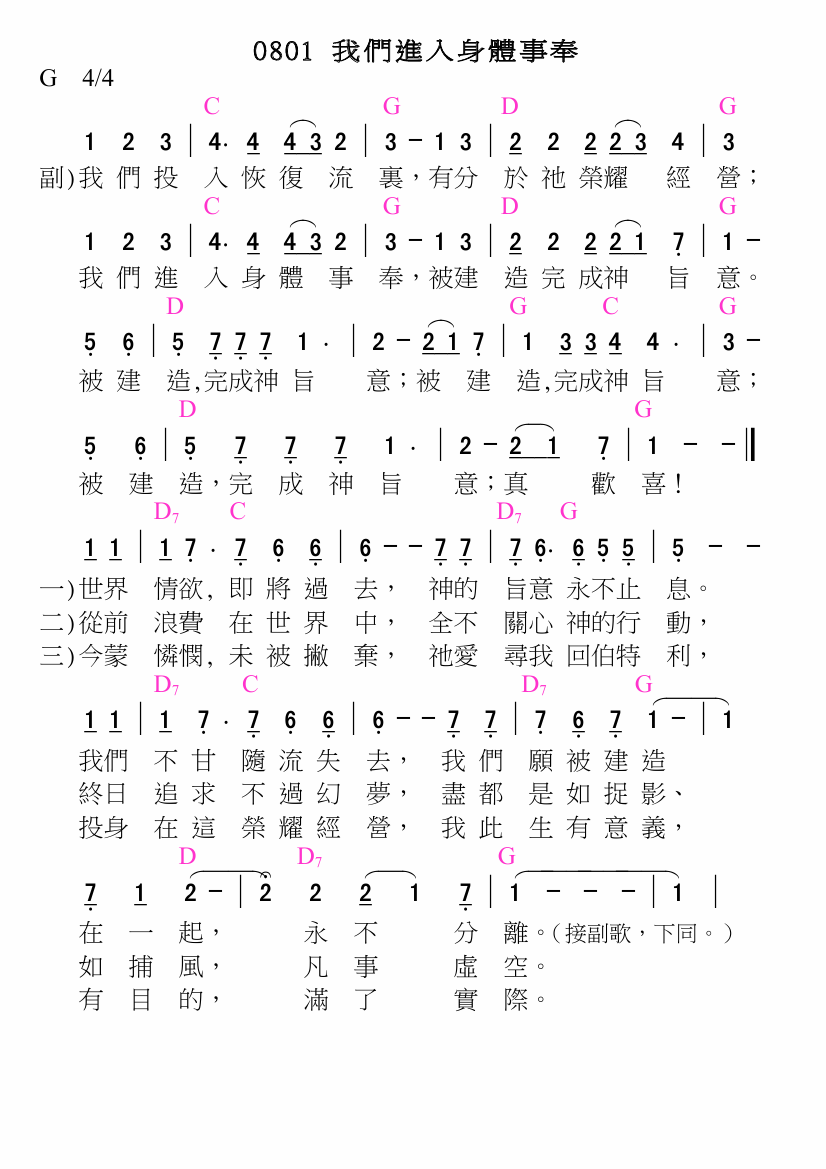 0801 我們進入身體事奉
G 4/4
C G D G
1 2 3 | 4. 4 4 3 2 | 3 - 1 3 | 2 2 2 2 3 4 | 3
副)我們投入恢復流裏，有分於祂榮耀經營；
C G D G
1 2 3 | 4. 4 4 3 2 | 3 - 1 3 | 2 2 2 2 1 7 | 1 -
我們進入身體事奉，被建造完成神旨意。
D G C G
5 6 | 5 7 7 7 1 . | 2 - 2 1 7 | 1 3 3 4 4 . | 3 -
被建造,完成神旨意；被建造,完成神旨意；
D G
5 6 | 5 7 7 7 1 . | 2 - 2 1 7 | 1 - - ‖
被建造，完成神旨意；真歡喜！
D7 C D7 G
1 1 | 1 7 . 7 6 6 | 6 - - 7 7 | 7 6. 6 5 5 | 5 - -
一)世界情欲,即將過去，神的旨意永不止息。
二)從前浪費在世界中，全不關心神的行動，
三)今蒙憐憫,未被撇棄，祂愛尋我回伯特利，
D7 C D7 G
1 1 | 1 7 . 7 6 6 | 6 - - 7 7 | 7 6 7 1 - | 1
我們不甘隨流失去，我們願被建造
終日追求不過幻夢，盡都是如捉影、
投身在這榮耀經營，我此生有意義，
D D7 G
7 1 2 - | 2 2 2 1 7 | 1 - - - | 1 |
在一起，永不分離。（接副歌，下同。）
如捕風，凡事虛空。
有目的，滿了實際。